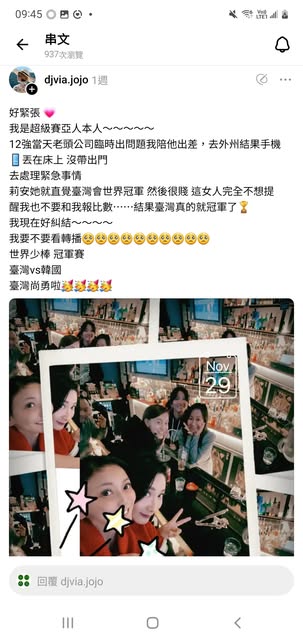 09:45
串文
937次瀏覽
djvia.jojo 1週
好緊張 💗
我是超級賽亞人本人～～～～～
12強當天老頭公司臨時出問題我陪他出差，去外州結果手機
📱丟在床上 沒帶出門
去處理緊急事情
莉安她就直覺臺灣會世界冠軍 然後很賤 這女人完全不想提
醒我也不要和我報比數⋯⋯結果臺灣真的就冠軍了🏆
我現在好糾結～～～～
我要不要看轉播🥺🥺🥺🥺🥺🥺🥺🥺🥺🥺
世界少棒 冠軍賽
臺灣vs韓國
臺灣尚勇啦🥳🥳🥳🥳
Nov
29
回覆 djvia.jojo